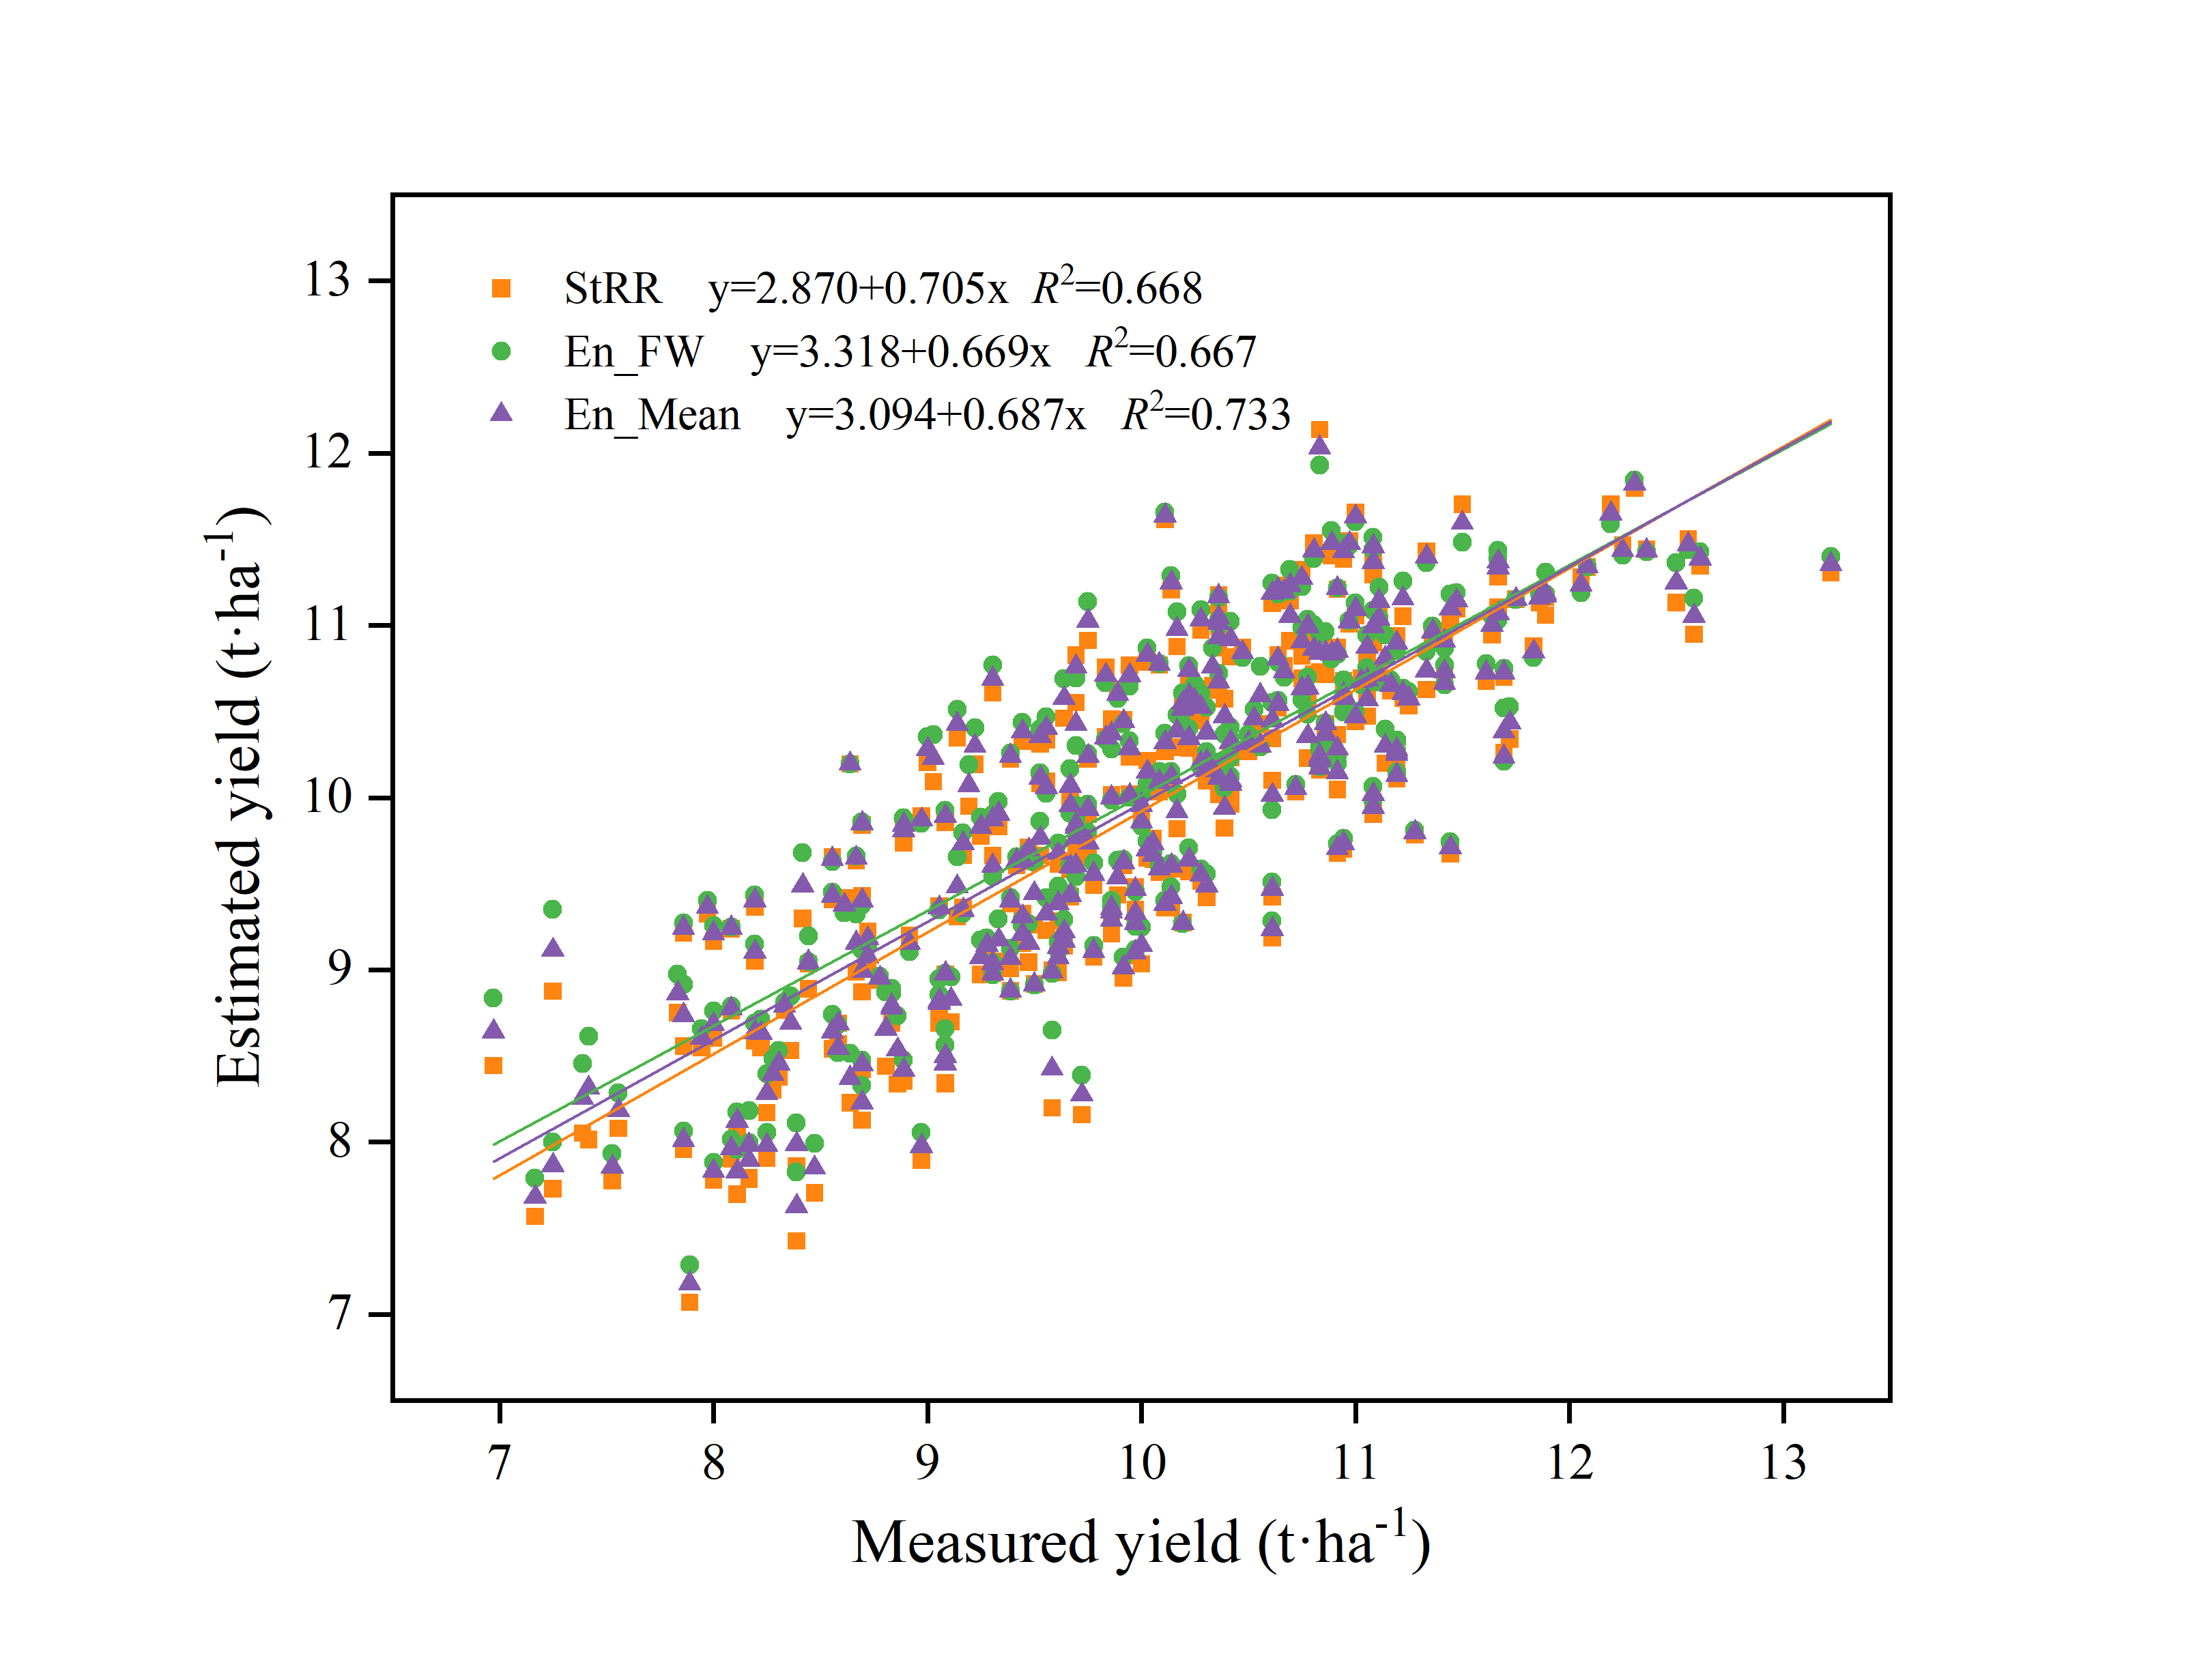 StRR y=2.870+0.705x R²=0.668
En_FW y=3.318+0.669x R²=0.667
En_Mean y=3.094+0.687x R²=0.733
13
12
11
10
9
8
7
Estimated yield (t·ha⁻¹)
7 8 9 10 11 12 13
Measured yield (t·ha⁻¹)